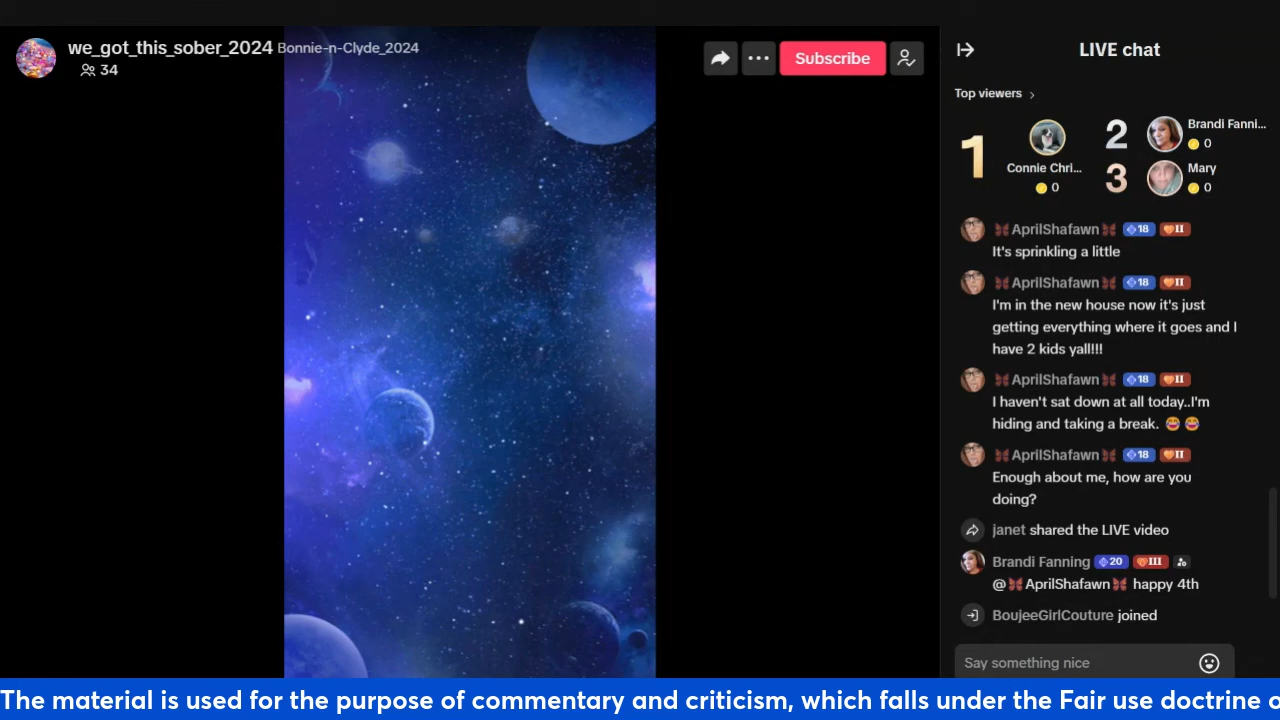 we_got_this_sober_2024 Bonnie-n-Clyde_2024
34
Subscribe
LIVE chat
Top viewers
1
Connie Chri...
0
2
Brandi Fanni...
0
3
Mary
0
AprilShafawn 18 II
It's sprinkling a little
AprilShafawn 18 II
I'm in the new house now it's just
getting everything where it goes and I
have 2 kids yall!!!
AprilShafawn 18 II
I haven't sat down at all today..I'm
hiding and taking a break. 😂 😂
AprilShafawn 18 II
Enough about me, how are you
doing?
janet shared the LIVE video
Brandi Fanning 20 III
@🦋AprilShafawn🦋 happy 4th
BoujeeGirlCouture joined
Say something nice
The material is used for the purpose of commentary and criticism, which falls under the Fair use doctrine